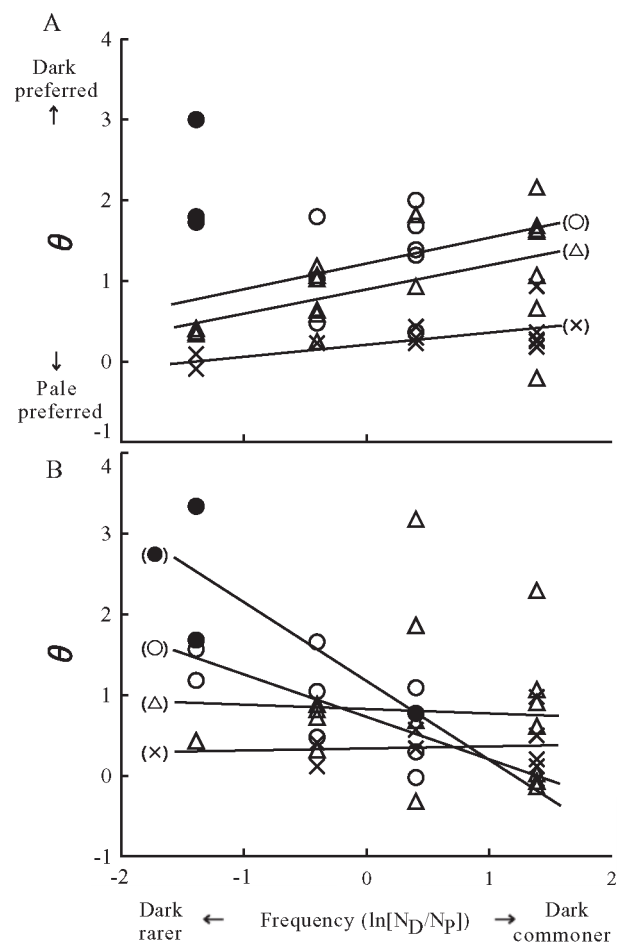 A
Dark
preferred
↑
θ
↓
Pale
preferred
4
3
2
1
0
-1
(○)
(△)
(×)
B
4
3
2
1
0
-1
θ
(●)
(○)
(△)
(×)
-2 -1 0 1 2
Dark
rarer
← Frequency (ln[N_D/N_P]) →
Dark
commoner